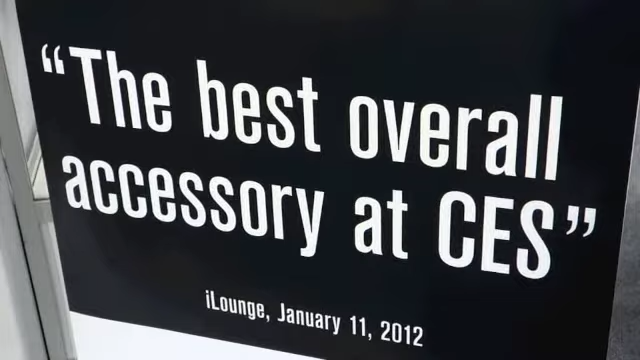 “The best overall
accessory at CES”
iLounge, January 11, 2012